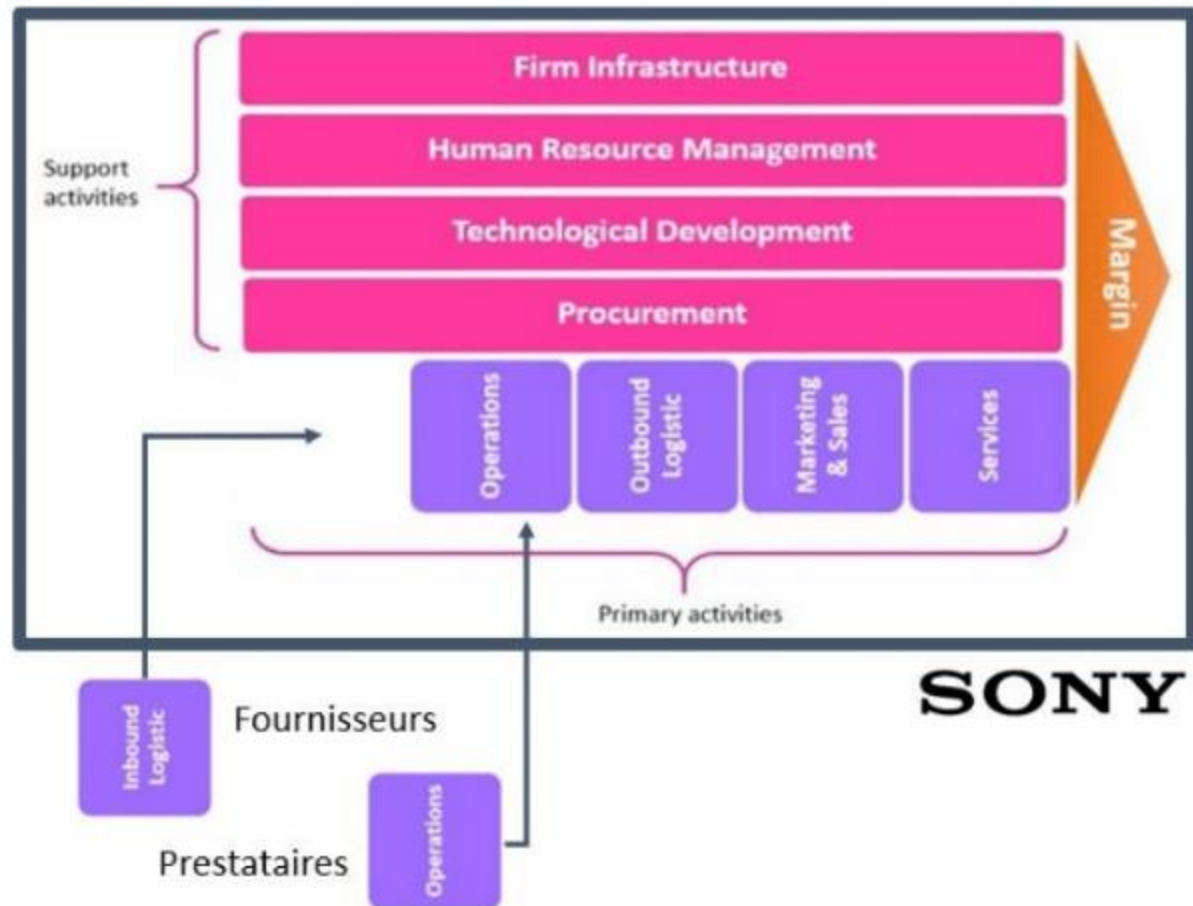 Firm Infrastructure
Human Resource Management
Support
activities
Technological Development
Procurement
Margin
Operations
Outbound
Logistic
Marketing
& Sales
Services
Primary activities
SONY
Inbound
Logistic
Fournisseurs
Operations
Prestataires